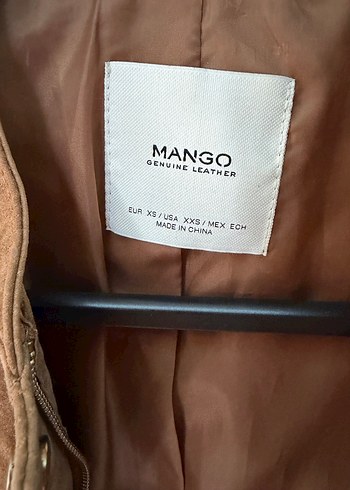 MANGO
GENUINE LEATHER
EUR XS / USA XXS / MEX ECH
MADE IN CHINA